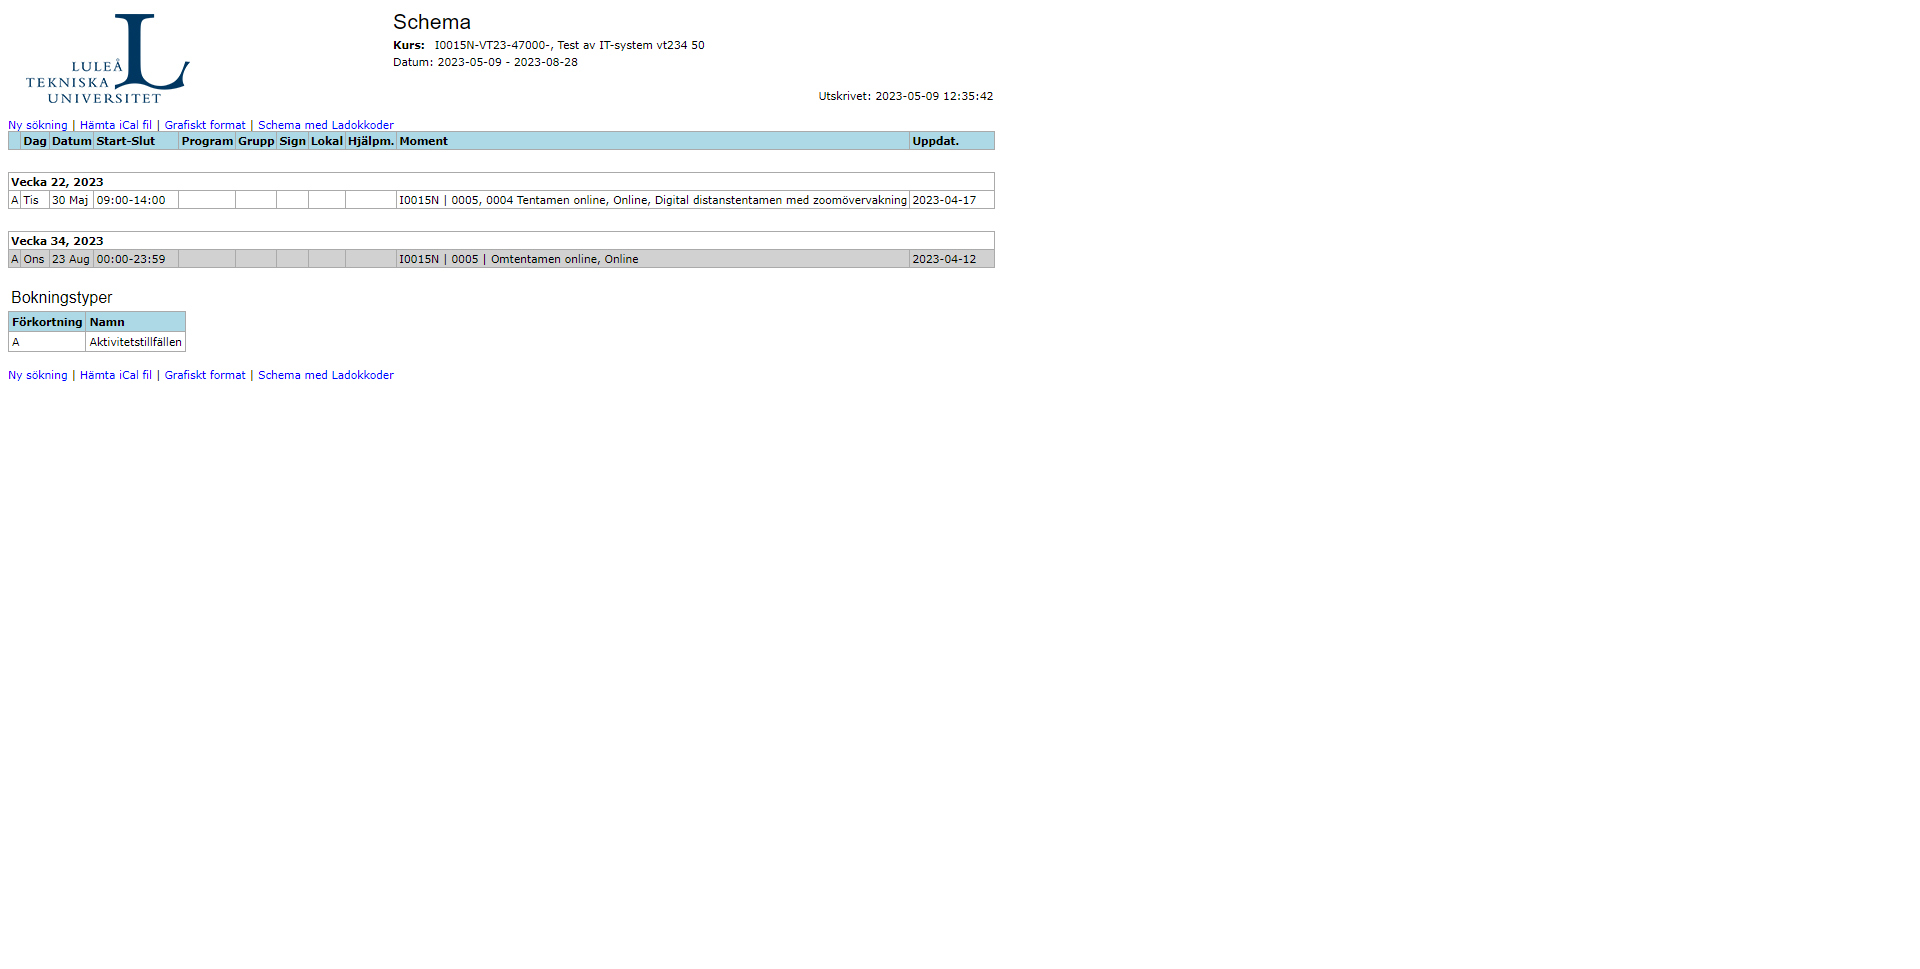 LULEÅ
TEKNISKA
UNIVERSITET
Schema
Kurs: I0015N-VT23-47000-, Test av IT-system vt234 50
Datum: 2023-05-09 - 2023-08-28
Utskrivet: 2023-05-09 12:35:42
Ny sökning | Hämta iCal fil | Grafiskt format | Schema med Ladokkoder
Dag Datum Start-Slut Program Grupp Sign Lokal Hjälpm. Moment Uppdat.
Vecka 22, 2023
A Tis 30 Maj 09:00-14:00 I0015N | 0005, 0004 Tentamen online, Online, Digital distanstentamen med zoomövervakning 2023-04-17
Vecka 34, 2023
A Ons 23 Aug 00:00-23:59 I0015N | 0005 | Omtentamen online, Online 2023-04-12
Bokningstyper
Förkortning Namn
A Aktivitetstillfällen
Ny sökning | Hämta iCal fil | Grafiskt format | Schema med Ladokkoder